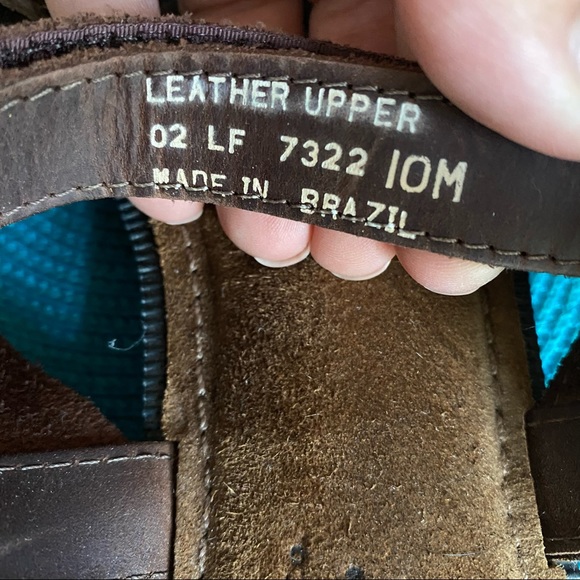 LEATHER UPPER
02 LF 7322 10M
MADE IN BRAZIL